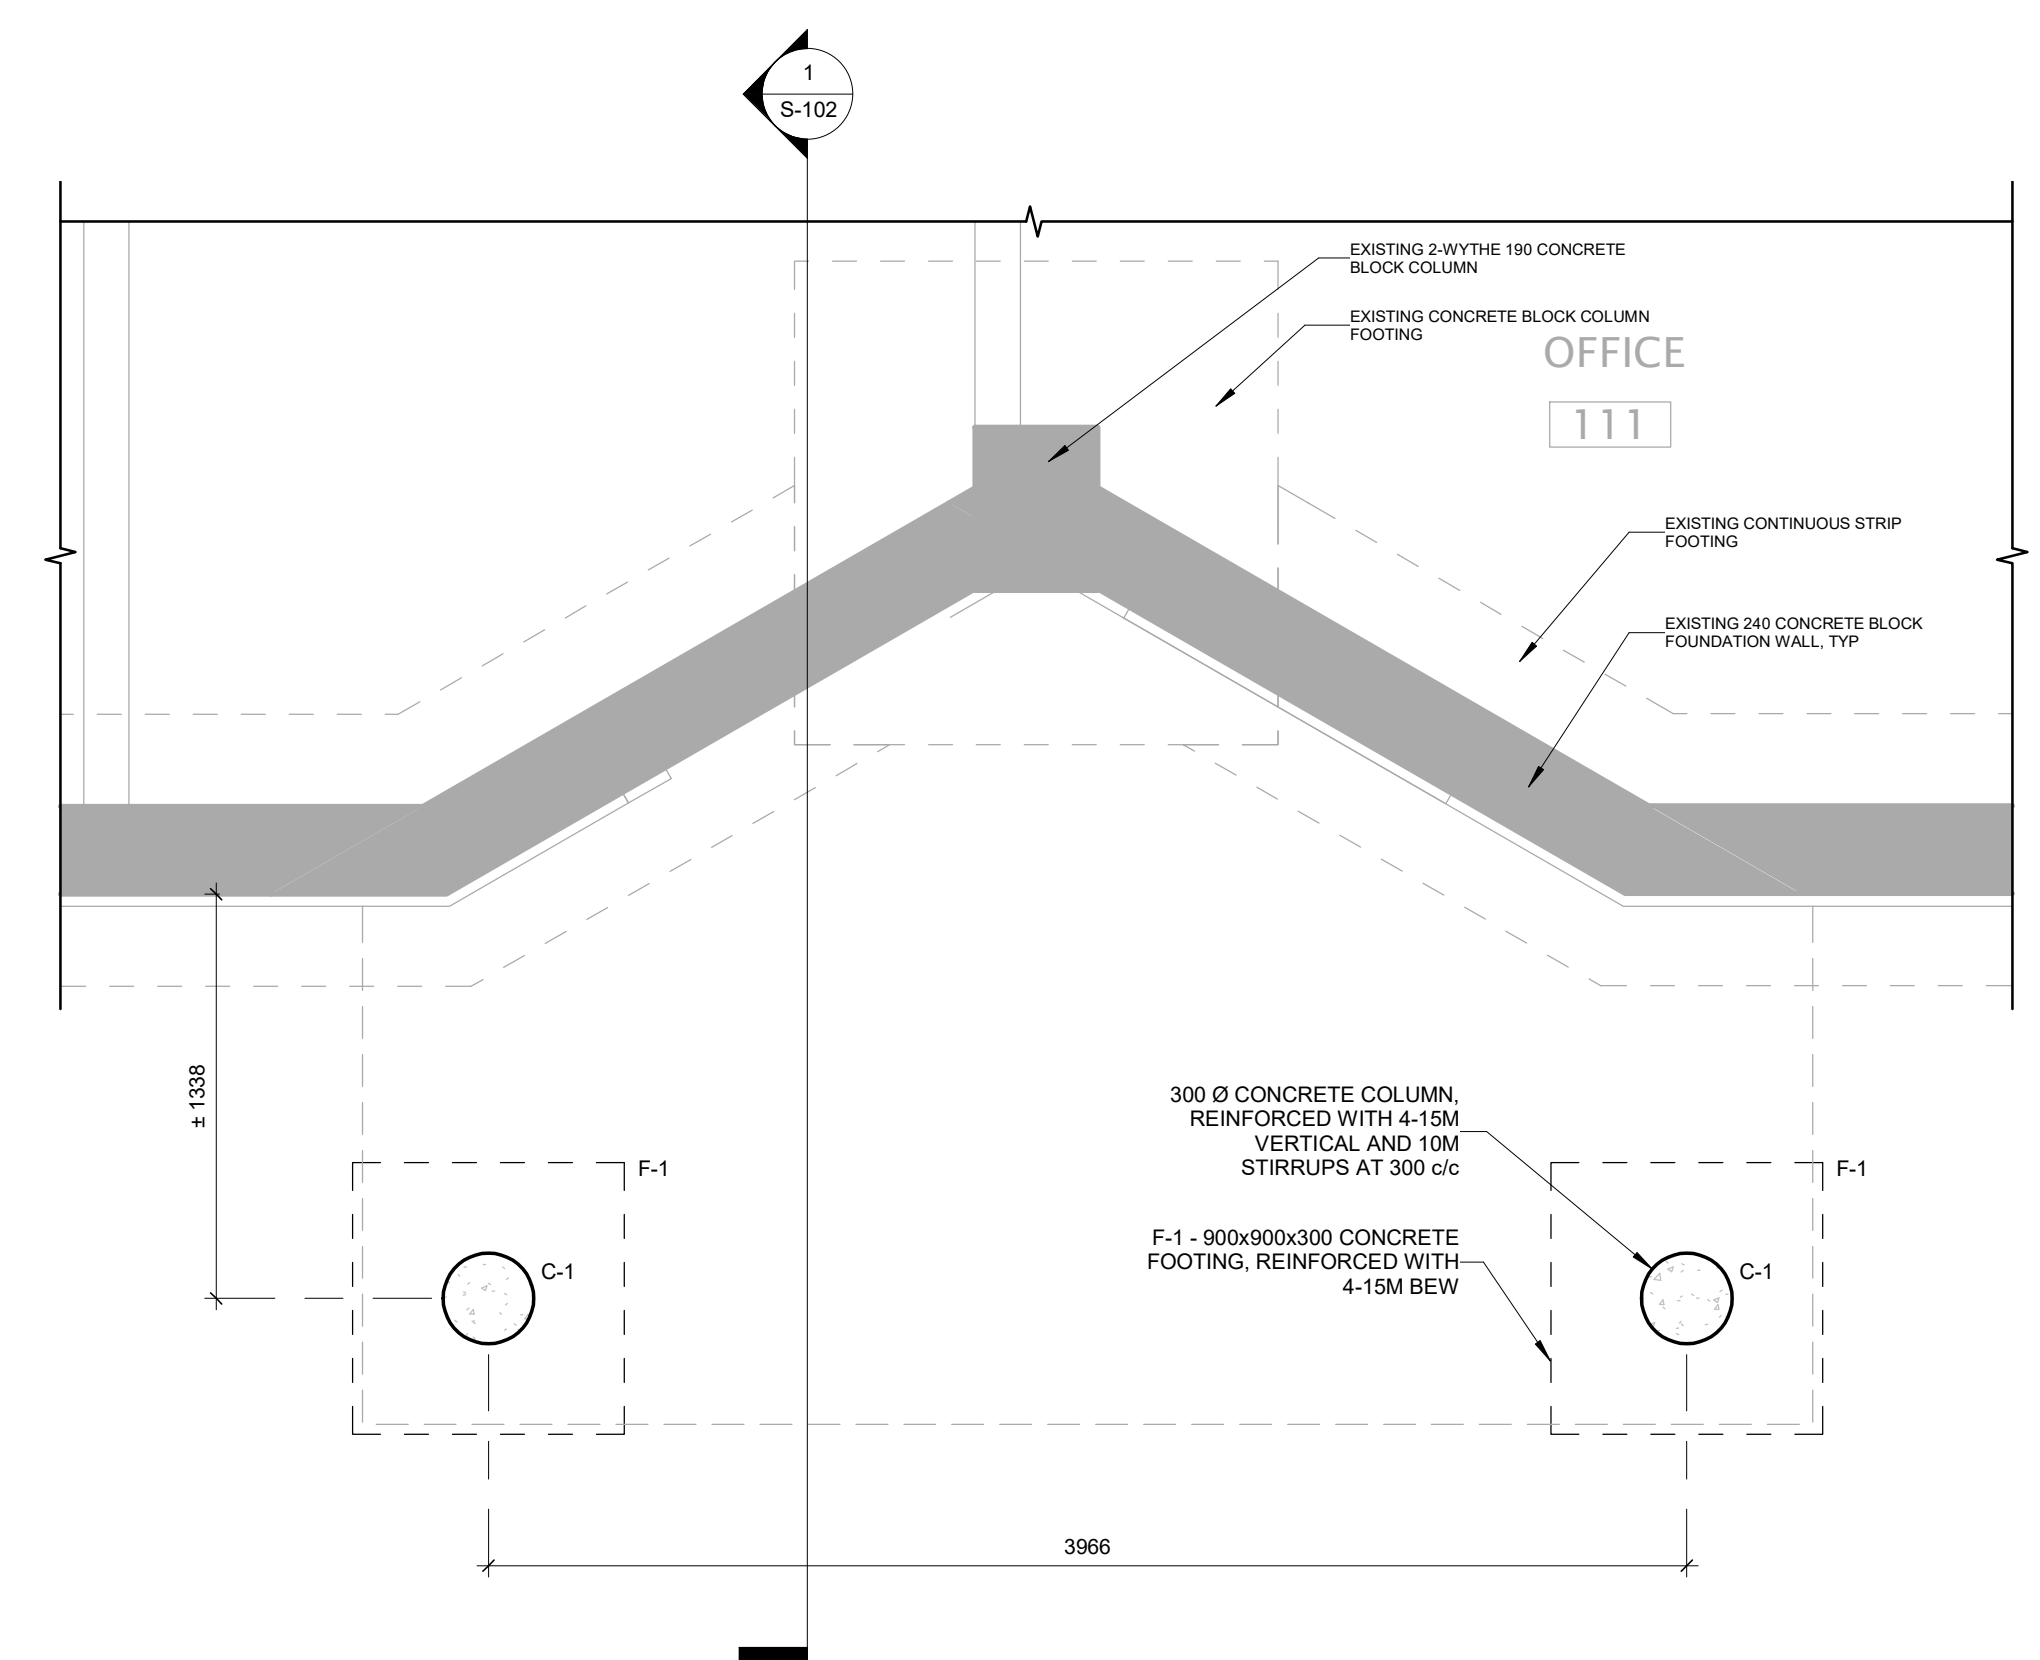 1
S-102
EXISTING 2-WYTHE 190 CONCRETE
BLOCK COLUMN
EXISTING CONCRETE BLOCK COLUMN
FOOTING
OFFICE
111
EXISTING CONTINUOUS STRIP
FOOTING
EXISTING 240 CONCRETE BLOCK
FOUNDATION WALL, TYP
± 1338
300 Ø CONCRETE COLUMN,
REINFORCED WITH 4-15M
VERTICAL AND 10M
STIRRUPS AT 300 c/c
F-1
F-1
F-1 - 900x900x300 CONCRETE
FOOTING, REINFORCED WITH
4-15M BEW
C-1
C-1
3966